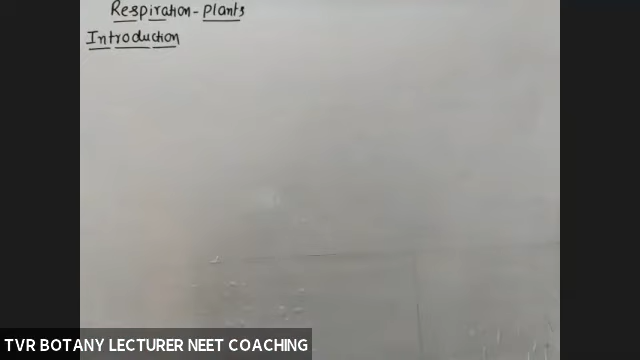 Respiration - Plants
Introduction
TVR BOTANY LECTURER NEET COACHING